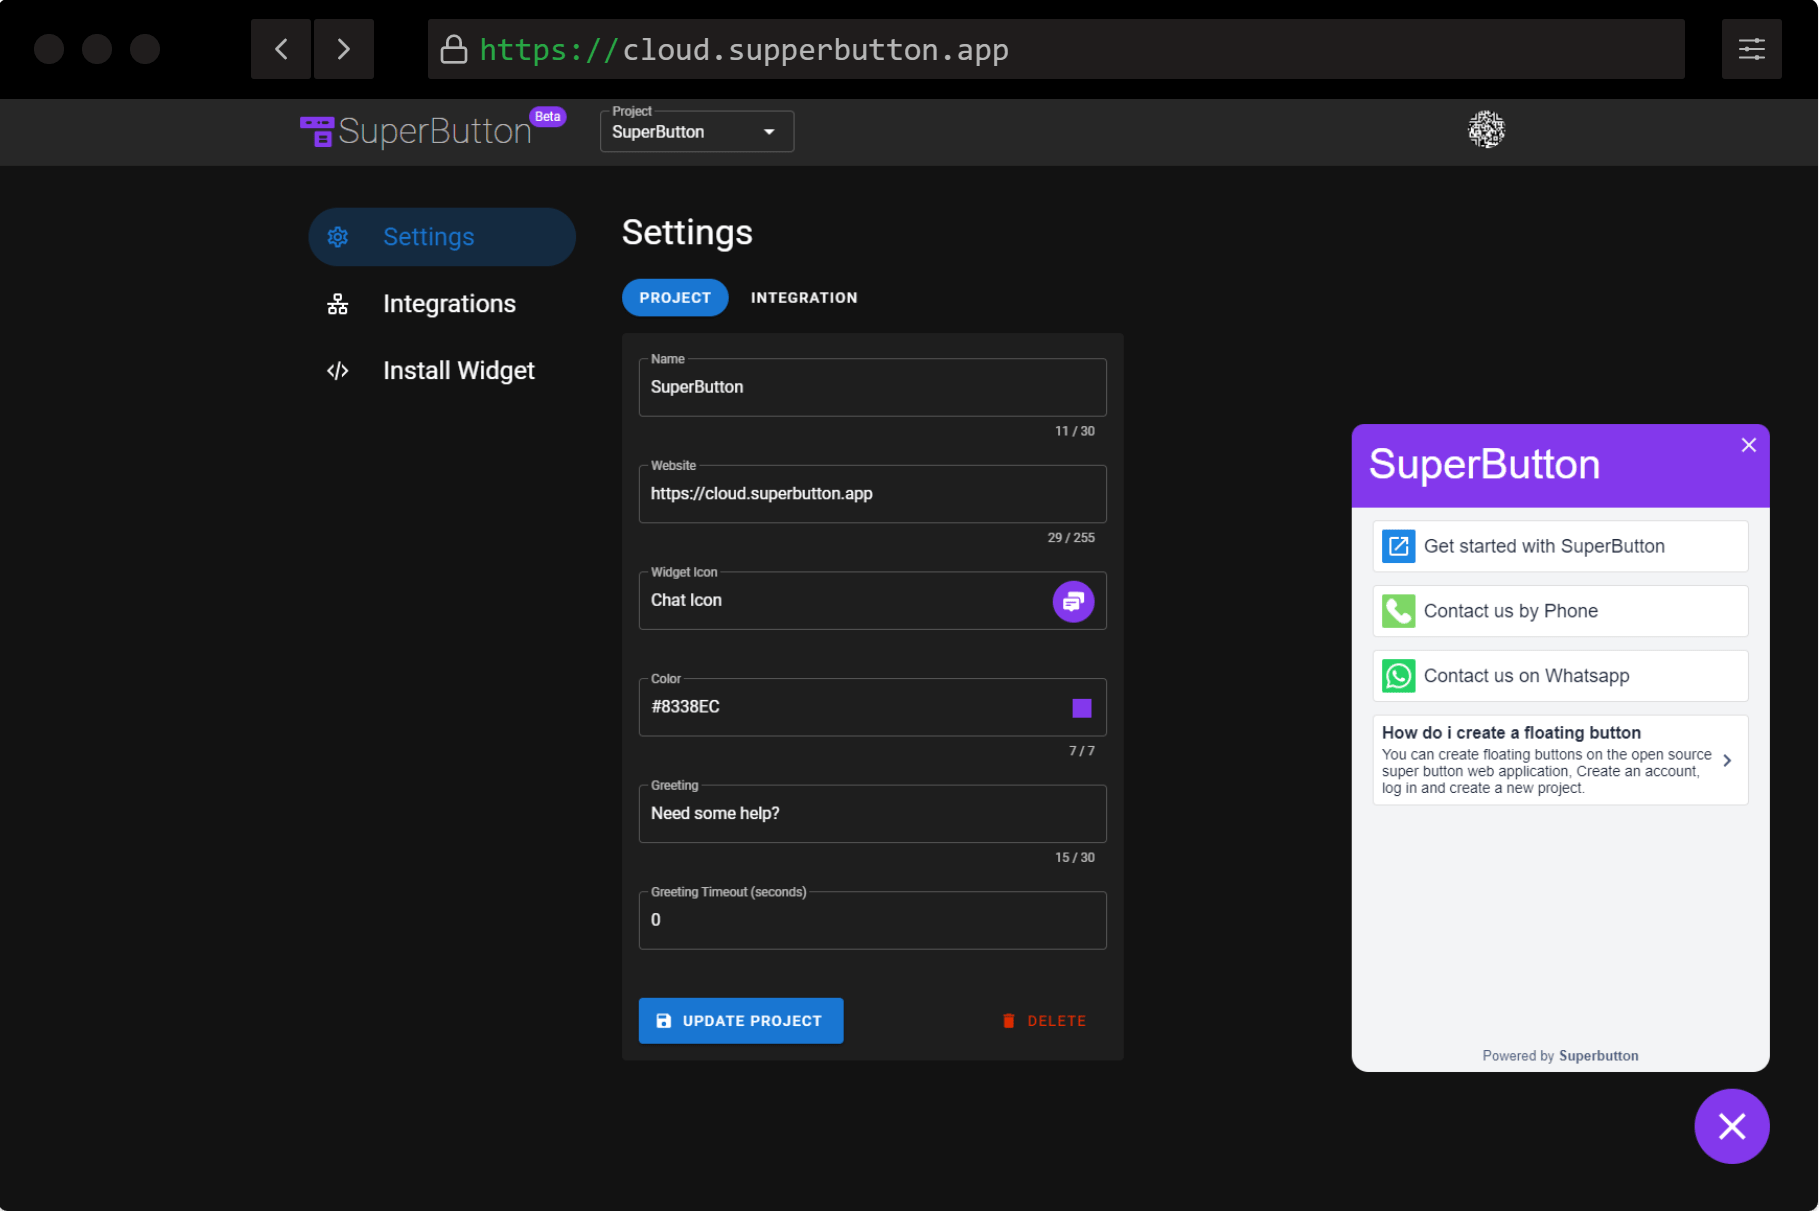 https://cloud.supperbutton.app
SuperButton
Beta
Project
SuperButton
Settings
Integrations
Install Widget
Settings
PROJECT
INTEGRATION
Name
SuperButton
11 / 30
Website
https://cloud.superbutton.app
29 / 255
Widget Icon
Chat Icon
Color
#8338EC
7 / 7
Greeting
Need some help?
15 / 30
Greeting Timeout (seconds)
0
UPDATE PROJECT
DELETE
SuperButton
Get started with SuperButton
Contact us by Phone
Contact us on Whatsapp
How do i create a floating button
You can create floating buttons on the open source
super button web application, Create an account,
log in and create a new project.
Powered by Superbutton